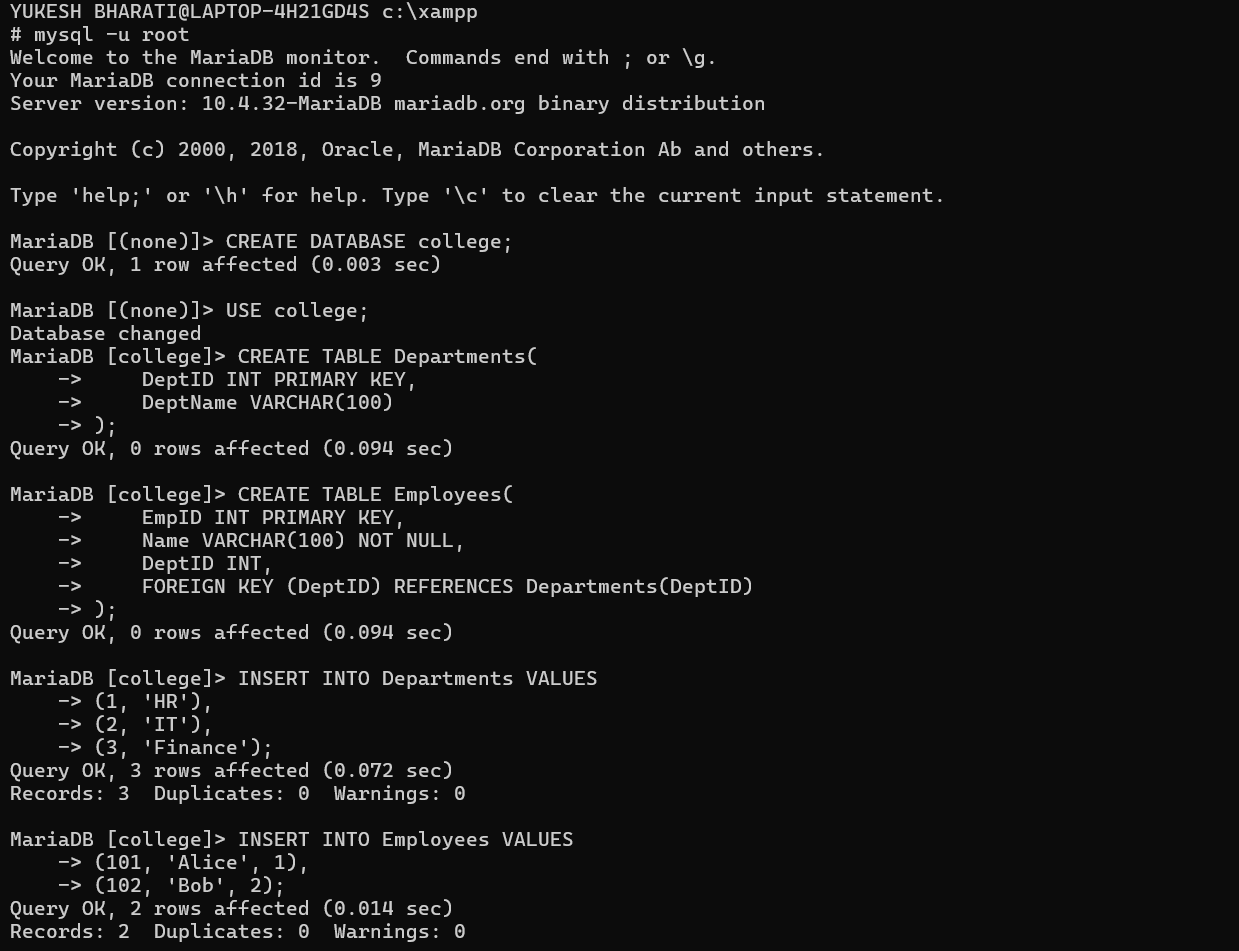 YUKESH BHARATI@LAPTOP-4H21GD4S c:\xampp
# mysql -u root
Welcome to the MariaDB monitor.  Commands end with ; or \g.
Your MariaDB connection id is 9
Server version: 10.4.32-MariaDB mariadb.org binary distribution

Copyright (c) 2000, 2018, Oracle, MariaDB Corporation Ab and others.

Type 'help;' or '\h' for help. Type '\c' to clear the current input statement.

MariaDB [(none)]> CREATE DATABASE college;
Query OK, 1 row affected (0.003 sec)

MariaDB [(none)]> USE college;
Database changed
MariaDB [college]> CREATE TABLE Departments(
    ->     DeptID INT PRIMARY KEY,
    ->     DeptName VARCHAR(100)
    -> );
Query OK, 0 rows affected (0.094 sec)

MariaDB [college]> CREATE TABLE Employees(
    ->     EmpID INT PRIMARY KEY,
    ->     Name VARCHAR(100) NOT NULL,
    ->     DeptID INT,
    ->     FOREIGN KEY (DeptID) REFERENCES Departments(DeptID)
    -> );
Query OK, 0 rows affected (0.094 sec)

MariaDB [college]> INSERT INTO Departments VALUES
    -> (1, 'HR'),
    -> (2, 'IT'),
    -> (3, 'Finance');
Query OK, 3 rows affected (0.072 sec)
Records: 3  Duplicates: 0  Warnings: 0

MariaDB [college]> INSERT INTO Employees VALUES
    -> (101, 'Alice', 1),
    -> (102, 'Bob', 2);
Query OK, 2 rows affected (0.014 sec)
Records: 2  Duplicates: 0  Warnings: 0